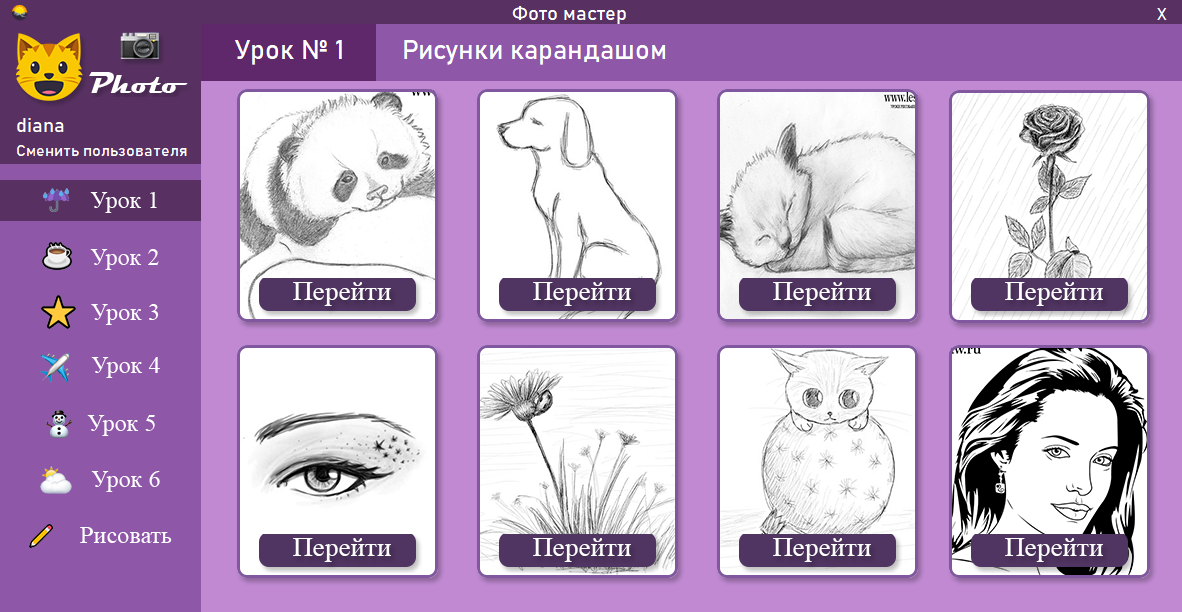 Фото мастер
X
Photo
diana
Сменить пользователя
Урок 1
Урок 2
Урок 3
Урок 4
Урок 5
Урок 6
Рисовать
Урок № 1
Рисунки карандашом
Перейти
Перейти
www.les
Перейти
Перейти
Перейти
Перейти
Перейти
w.ru
Перейти